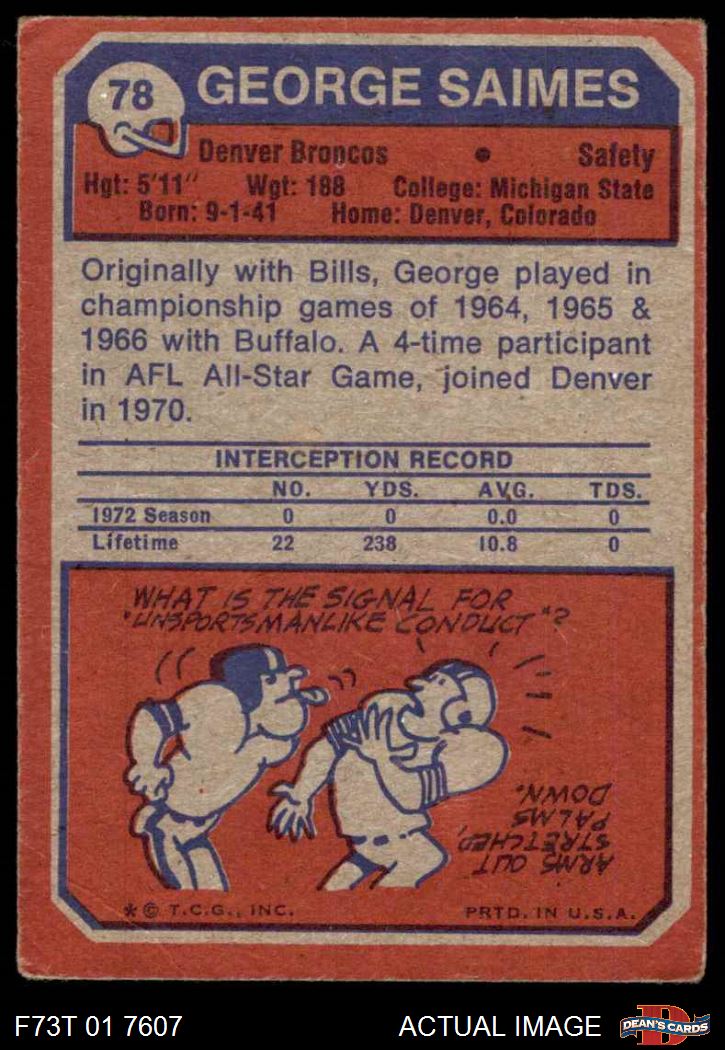 78
GEORGE SAIMES
Denver Broncos • Safety
Hgt: 5'11" Wgt: 188 College: Michigan State
Born: 9-1-41 Home: Denver, Colorado
Originally with Bills, George played in
championship games of 1964, 1965 &
1966 with Buffalo. A 4-time participant
in AFL All-Star Game, joined Denver
in 1970.
INTERCEPTION RECORD
NO. YDS. AVG. TDS.
1972 Season 0 0 0.0 0
Lifetime 22 238 10.8 0
WHAT IS THE SIGNAL FOR
"UNSPORTSMANLIKE CONDUCT"?
ARMS OUT
STRETCHED,
PALMS
DOWN.
* © T.C.G., INC. PRTD. IN U.S.A.
F73T 01 7607 ACTUAL IMAGE
D
DEAN'S CARDS